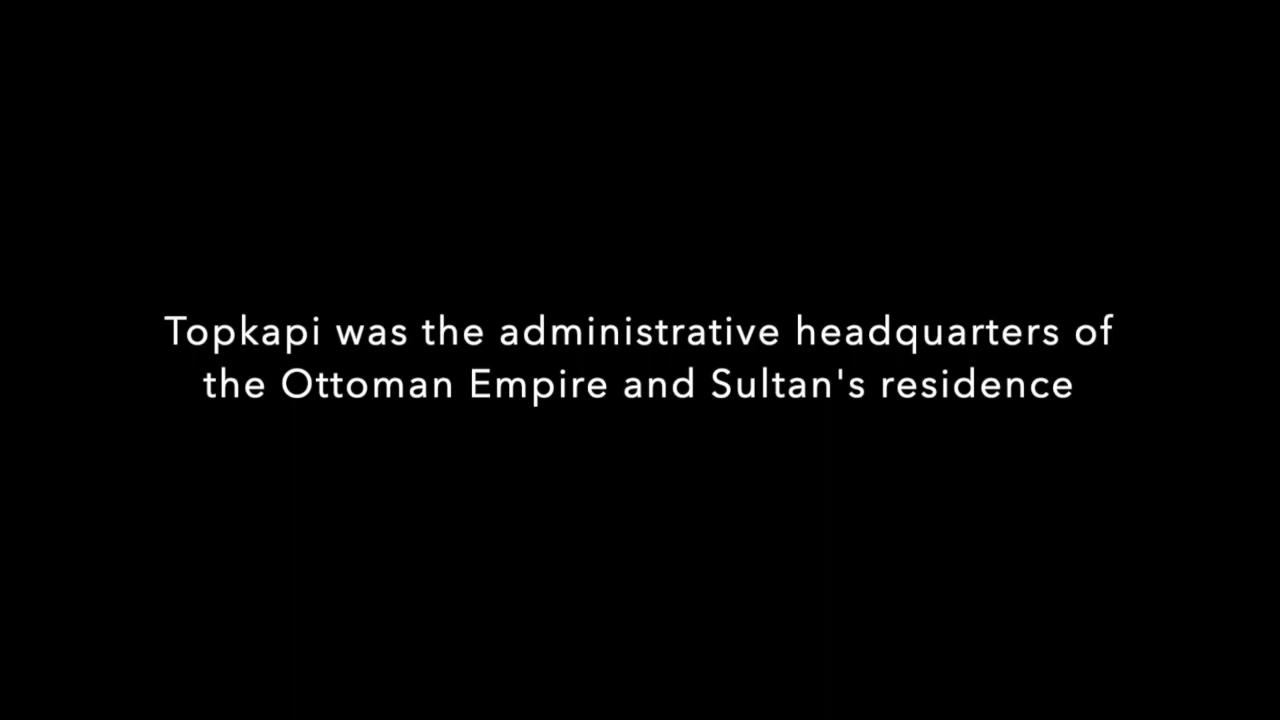 Topkapi was the administrative headquarters of
the Ottoman Empire and Sultan's residence